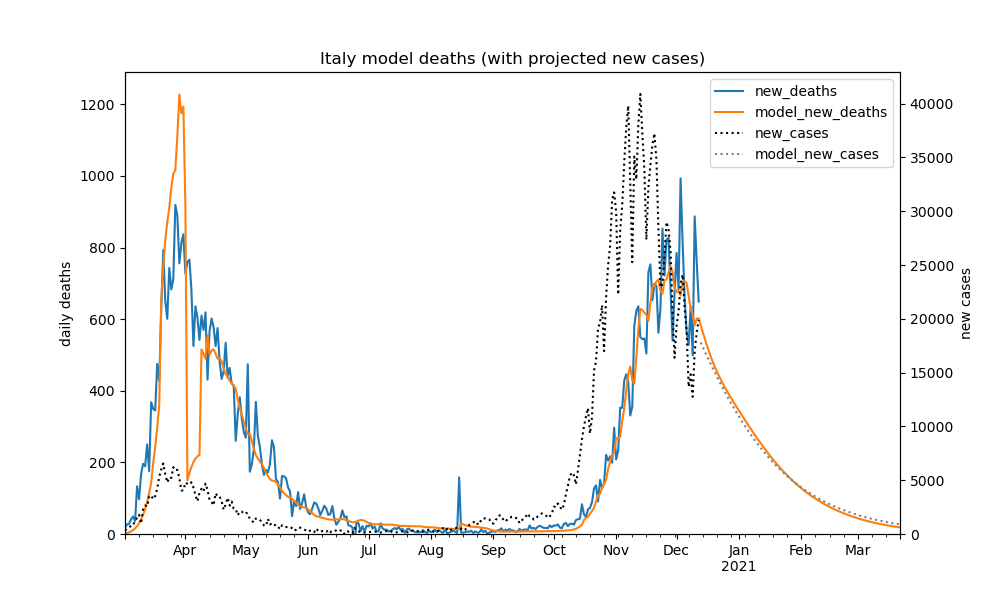 Italy model deaths (with projected new cases)
new_deaths
model_new_deaths
new_cases
model_new_cases
daily deaths
1200
1000
800
600
400
200
0
new cases
40000
35000
30000
25000
20000
15000
10000
5000
0
Apr May Jun Jul Aug Sep Oct Nov Dec Jan Feb Mar
2021